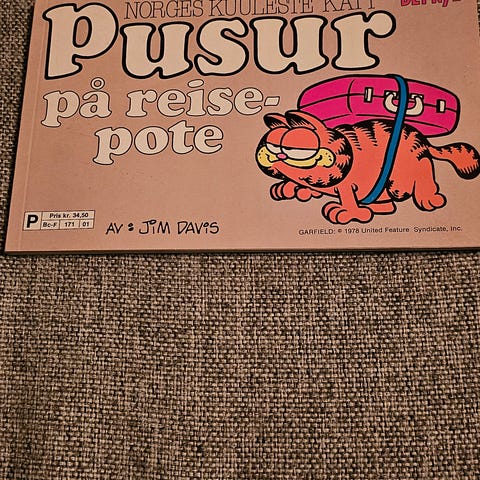 NORGES KUULESTE KATT
Pusur
på reise-
pote
P
Pris kr. 34,50
Bc-F 171 01
AV: JIM DAVIS
GARFIELD: © 1978 United Feature Syndicate, Inc.